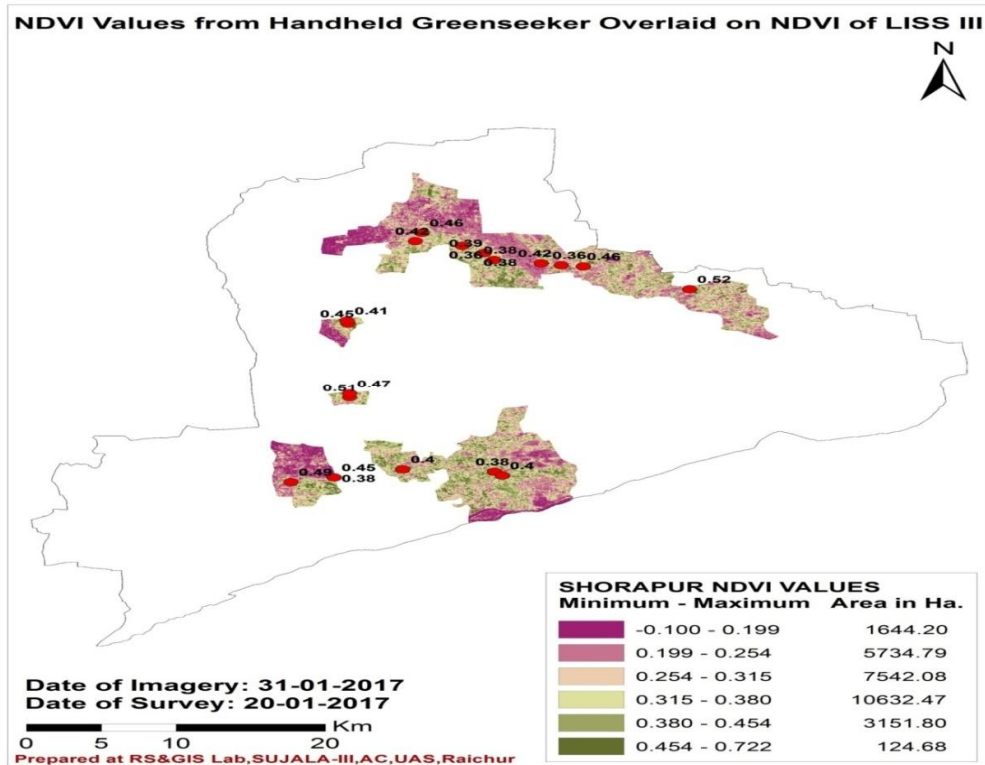 NDVI Values from Handheld Greenseeker Overlaid on NDVI of LISS III
N
0.46
0.43
0.39
0.38
0.36
0.38
0.42
0.36
0.46
0.52
0.45
0.41
0.51
0.47
0.49
0.45
0.38
0.4
0.38
0.4
SHORAPUR NDVI VALUES
Minimum - Maximum Area in Ha.
-0.100 - 0.199 1644.20
0.199 - 0.254 5734.79
0.254 - 0.315 7542.08
0.315 - 0.380 10632.47
0.380 - 0.454 3151.80
0.454 - 0.722 124.68
Date of Imagery: 31-01-2017
Date of Survey: 20-01-2017
Km
0 5 10 20
Prepared at RS&GIS Lab,SUJALA-III,AC,UAS,Raichur